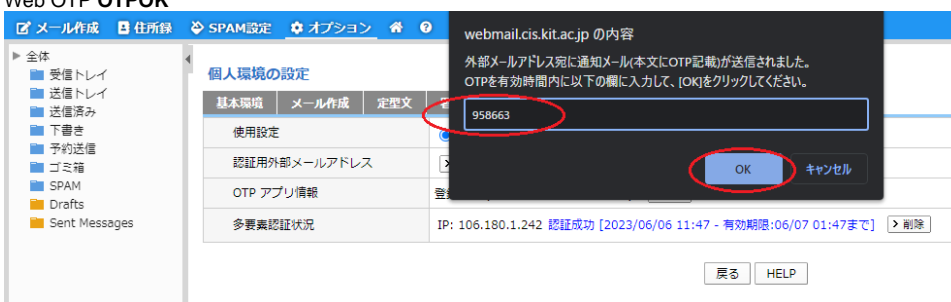 Web OTP OTPOK
メール作成 住所録 SPAM設定 オプション
webmail.cis.kit.ac.jp の内容
外部メールアドレス宛に通知メール(本文にOTP記載)が送信されました。
OTPを有効時間内に以下の欄に入力して、[OK]をクリックしてください。
958663
OK キャンセル
全体
受信トレイ
送信トレイ
送信済み
下書き
予約送信
ゴミ箱
SPAM
Drafts
Sent Messages
個人環境の設定
基本環境 メール作成 定型文
使用設定
認証用外部メールアドレス
OTP アプリ情報
多要素認証状況 IP: 106.180.1.242 認証成功 [2023/06/06 11:47 - 有効期限:06/07 01:47まで] 削除
戻る HELP